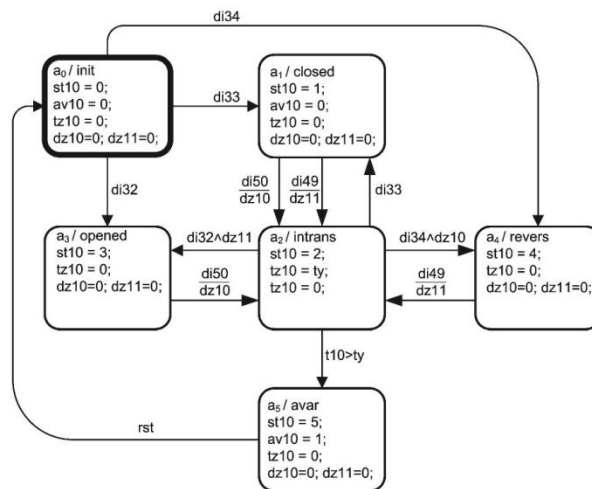 di34
a0 / init
st10 = 0;
av10 = 0;
tz10 = 0;
dz10=0; dz11=0;
di33
a1 / closed
st10 = 1;
av10 = 0;
tz10 = 0;
dz10=0; dz11=0;
di50
dz10
di49
dz11
di33
di32
a3 / opened
st10 = 3;
tz10 = 0;
dz10=0; dz11=0;
di32^dz11
di50
dz10
a2 / intrans
st10 = 2;
tz10 = ty;
tz10 = 0;
di34^dz10
di49
dz11
a4 / revers
st10 = 4;
tz10 = 0;
dz10=0; dz11=0;
t10>ty
a5 / avar
st10 = 5;
av10 = 1;
tz10 = 0;
dz10=0; dz11=0;
rst